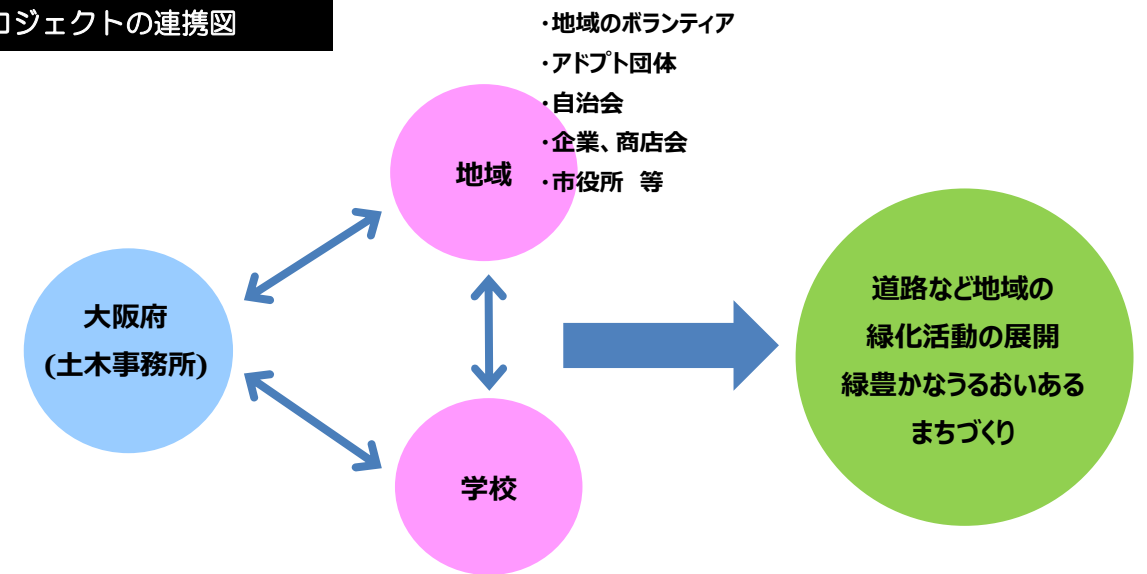 ロジェクトの連携図
・地域のボランティア
・アドプト団体
・自治会
・企業、商店会
・市役所 等
地域
大阪府
(土木事務所)
学校
道路など地域の
緑化活動の展開
緑豊かなうるおいある
まちづくり